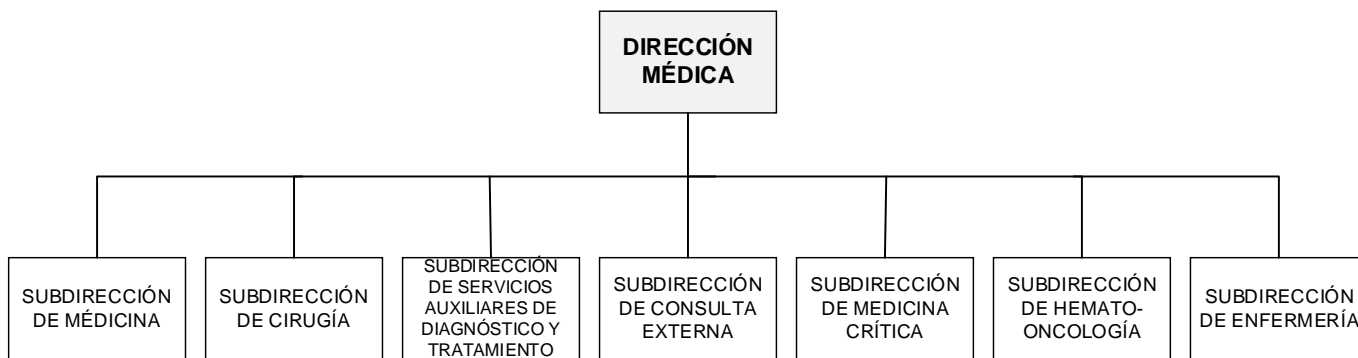 DIRECCIÓN
MÉDICA
SUBDIRECCIÓN
DE MÉDICINA
SUBDIRECCIÓN
DE CIRUGÍA
SUBDIRECCIÓN
DE SERVICIOS
AUXILIARES DE
DIAGNÓSTICO Y
TRATAMIENTO
SUBDIRECCIÓN
DE CONSULTA
EXTERNA
SUBDIRECCIÓN
DE MEDICINA
CRÍTICA
SUBDIRECCIÓN
DE HEMATO-
ONCOLOGÍA
SUBDIRECCIÓN
DE ENFERMERÍA